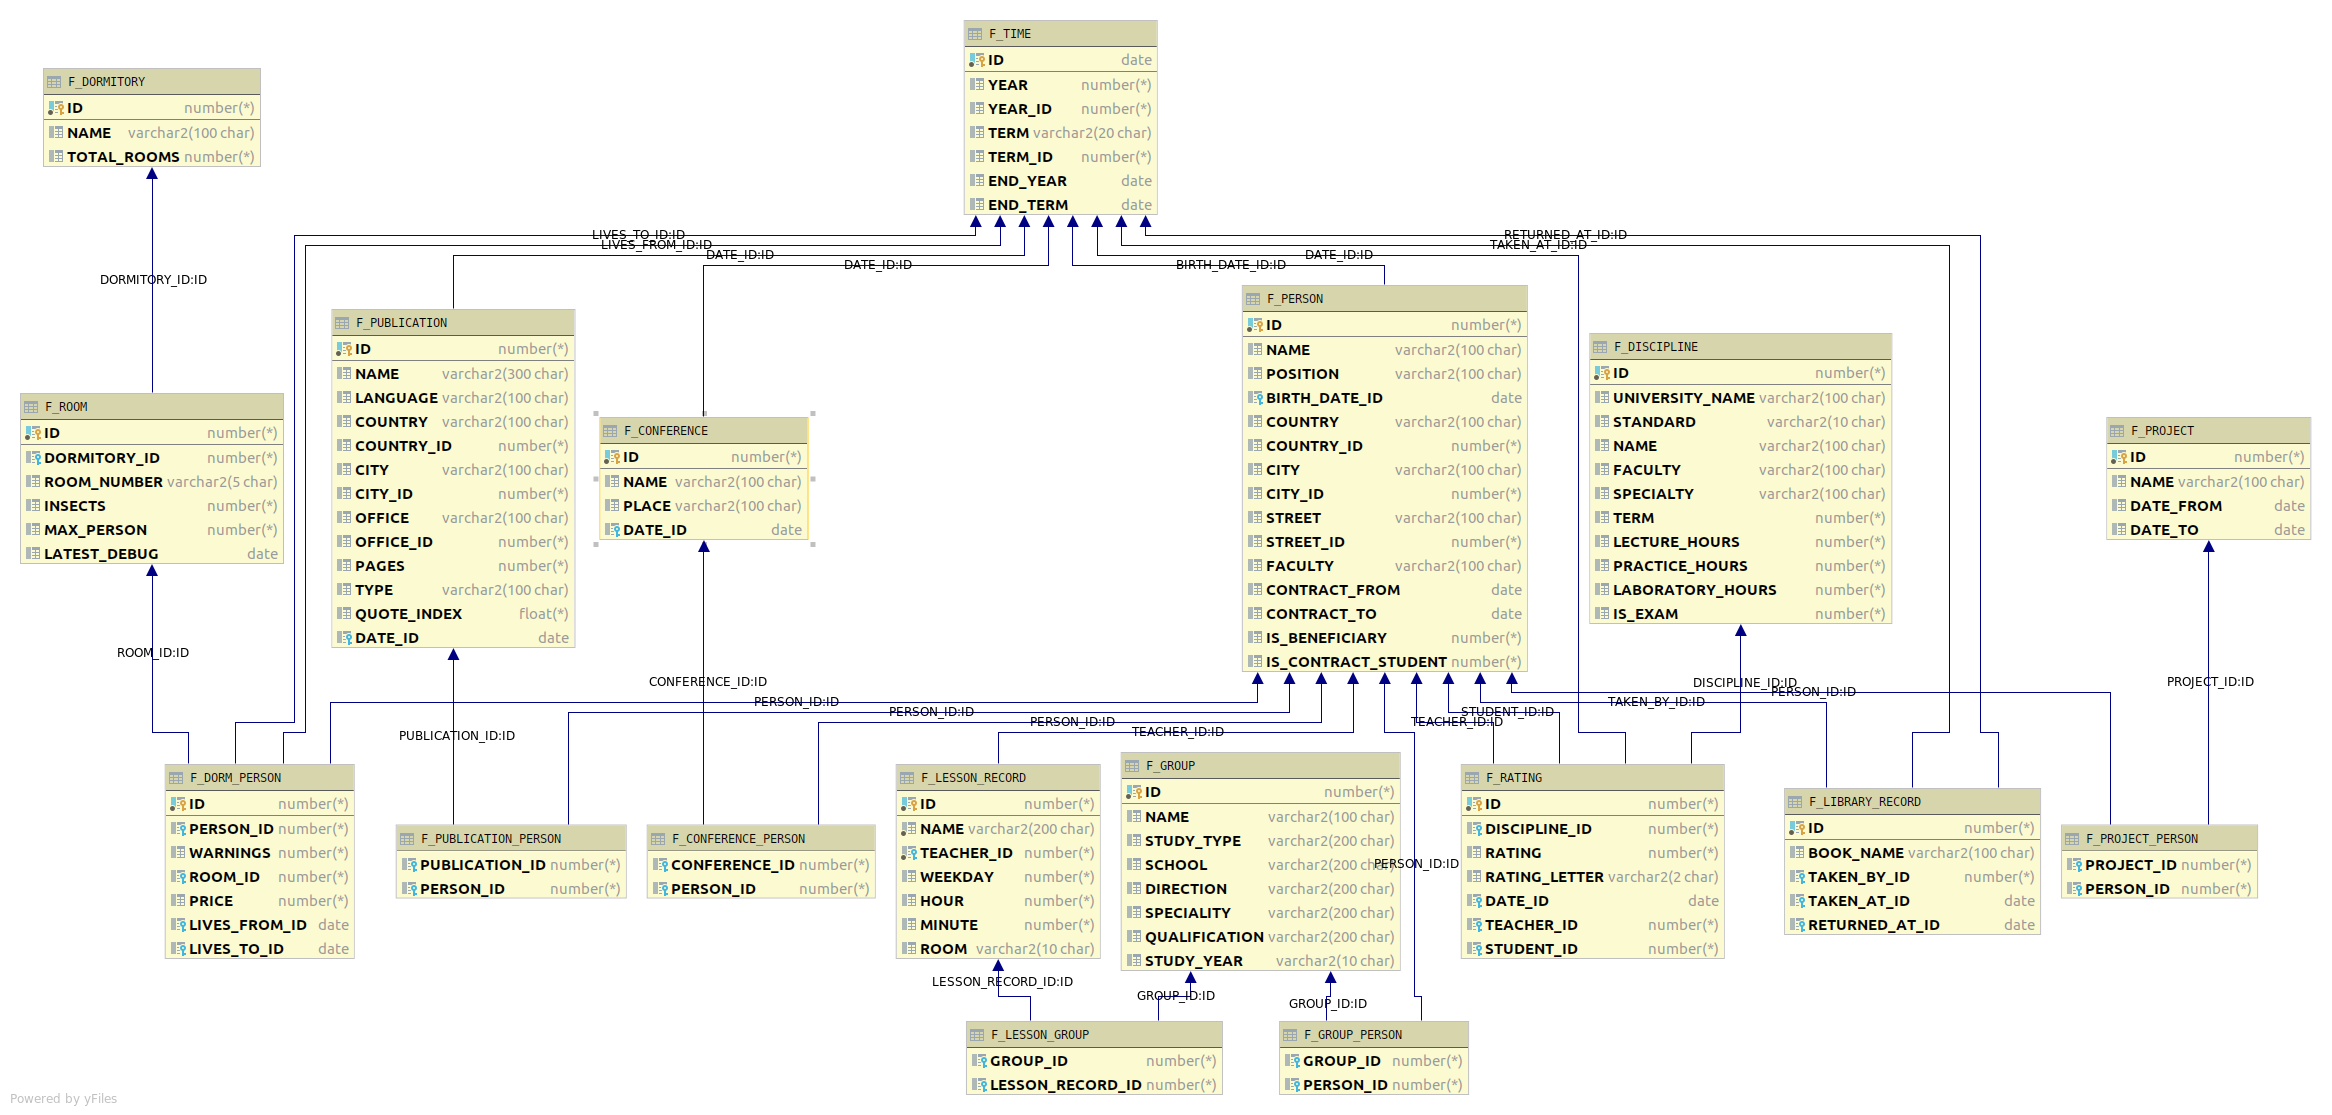 F_TIME
ID date
YEAR number(*)
YEAR_ID number(*)
TERM varchar2(20 char)
TERM_ID number(*)
END_YEAR date
END_TERM date
F_DORMITORY
ID number(*)
NAME varchar2(100 char)
TOTAL_ROOMS number(*)
LIVES_TO_ID:ID
LIVES_FROM_ID:ID
DATE_ID:ID
DATE_ID:ID
BIRTH_DATE_ID:ID
DATE_ID:ID
TAKEN_AT_ID:ID
RETURNED_AT_ID:ID
DORMITORY_ID:ID
F_PUBLICATION
ID number(*)
NAME varchar2(300 char)
LANGUAGE varchar2(100 char)
COUNTRY varchar2(100 char)
COUNTRY_ID number(*)
CITY varchar2(100 char)
CITY_ID number(*)
OFFICE varchar2(100 char)
OFFICE_ID number(*)
PAGES number(*)
TYPE varchar2(100 char)
QUOTE_INDEX float(*)
DATE_ID date
F_PERSON
ID number(*)
NAME varchar2(100 char)
POSITION varchar2(100 char)
BIRTH_DATE_ID date
COUNTRY varchar2(100 char)
COUNTRY_ID number(*)
CITY varchar2(100 char)
CITY_ID number(*)
STREET varchar2(100 char)
STREET_ID number(*)
FACULTY varchar2(100 char)
CONTRACT_FROM date
CONTRACT_TO date
IS_BENEFICIARY number(*)
IS_CONTRACT_STUDENT number(*)
F_DISCIPLINE
ID number(*)
UNIVERSITY_NAME varchar2(100 char)
STANDARD varchar2(10 char)
NAME varchar2(100 char)
FACULTY varchar2(100 char)
SPECIALTY varchar2(100 char)
TERM number(*)
LECTURE_HOURS number(*)
PRACTICE_HOURS number(*)
LABORATORY_HOURS number(*)
IS_EXAM number(*)
F_ROOM
ID number(*)
DORMITORY_ID number(*)
ROOM_NUMBER varchar2(5 char)
INSECTS number(*)
MAX_PERSON number(*)
LATEST_DEBUG date
F_CONFERENCE
ID number(*)
NAME varchar2(100 char)
PLACE varchar2(100 char)
DATE_ID date
F_PROJECT
ID number(*)
NAME varchar2(100 char)
DATE_FROM date
DATE_TO date
ROOM_ID:ID
CONFERENCE_ID:ID
DISCIPLINE_ID:ID
PROJECT_ID:ID
PERSON_ID:ID
PERSON_ID:ID
TAKEN_BY_ID:ID
PERSON_ID:ID
STUDENT_ID:ID
PERSON_ID:ID
TEACHER_ID:ID
TEACHER_ID:ID
PUBLICATION_ID:ID
F_DORM_PERSON
ID number(*)
PERSON_ID number(*)
WARNINGS number(*)
ROOM_ID number(*)
PRICE number(*)
LIVES_FROM_ID date
LIVES_TO_ID date
F_PUBLICATION_PERSON
PUBLICATION_ID number(*)
PERSON_ID number(*)
F_CONFERENCE_PERSON
CONFERENCE_ID number(*)
PERSON_ID number(*)
F_LESSON_RECORD
ID number(*)
NAME varchar2(200 char)
TEACHER_ID number(*)
WEEKDAY number(*)
HOUR number(*)
MINUTE number(*)
ROOM varchar2(10 char)
F_GROUP
ID number(*)
NAME varchar2(100 char)
STUDY_TYPE varchar2(200 char)
SCHOOL varchar2(200 char)
DIRECTION varchar2(200 char)
SPECIALITY varchar2(200 char)
QUALIFICATION varchar2(200 char)
STUDY_YEAR varchar2(10 char)
PERSON_ID:ID
F_RATING
ID number(*)
DISCIPLINE_ID number(*)
RATING number(*)
RATING_LETTER varchar2(2 char)
DATE_ID date
TEACHER_ID number(*)
STUDENT_ID number(*)
F_LIBRARY_RECORD
ID number(*)
BOOK_NAME varchar2(100 char)
TAKEN_BY_ID number(*)
TAKEN_AT_ID date
RETURNED_AT_ID date
F_PROJECT_PERSON
PROJECT_ID number(*)
PERSON_ID number(*)
LESSON_RECORD_ID:ID
GROUP_ID:ID
GROUP_ID:ID
F_LESSON_GROUP
GROUP_ID number(*)
LESSON_RECORD_ID number(*)
F_GROUP_PERSON
GROUP_ID number(*)
PERSON_ID number(*)
Powered by yFiles